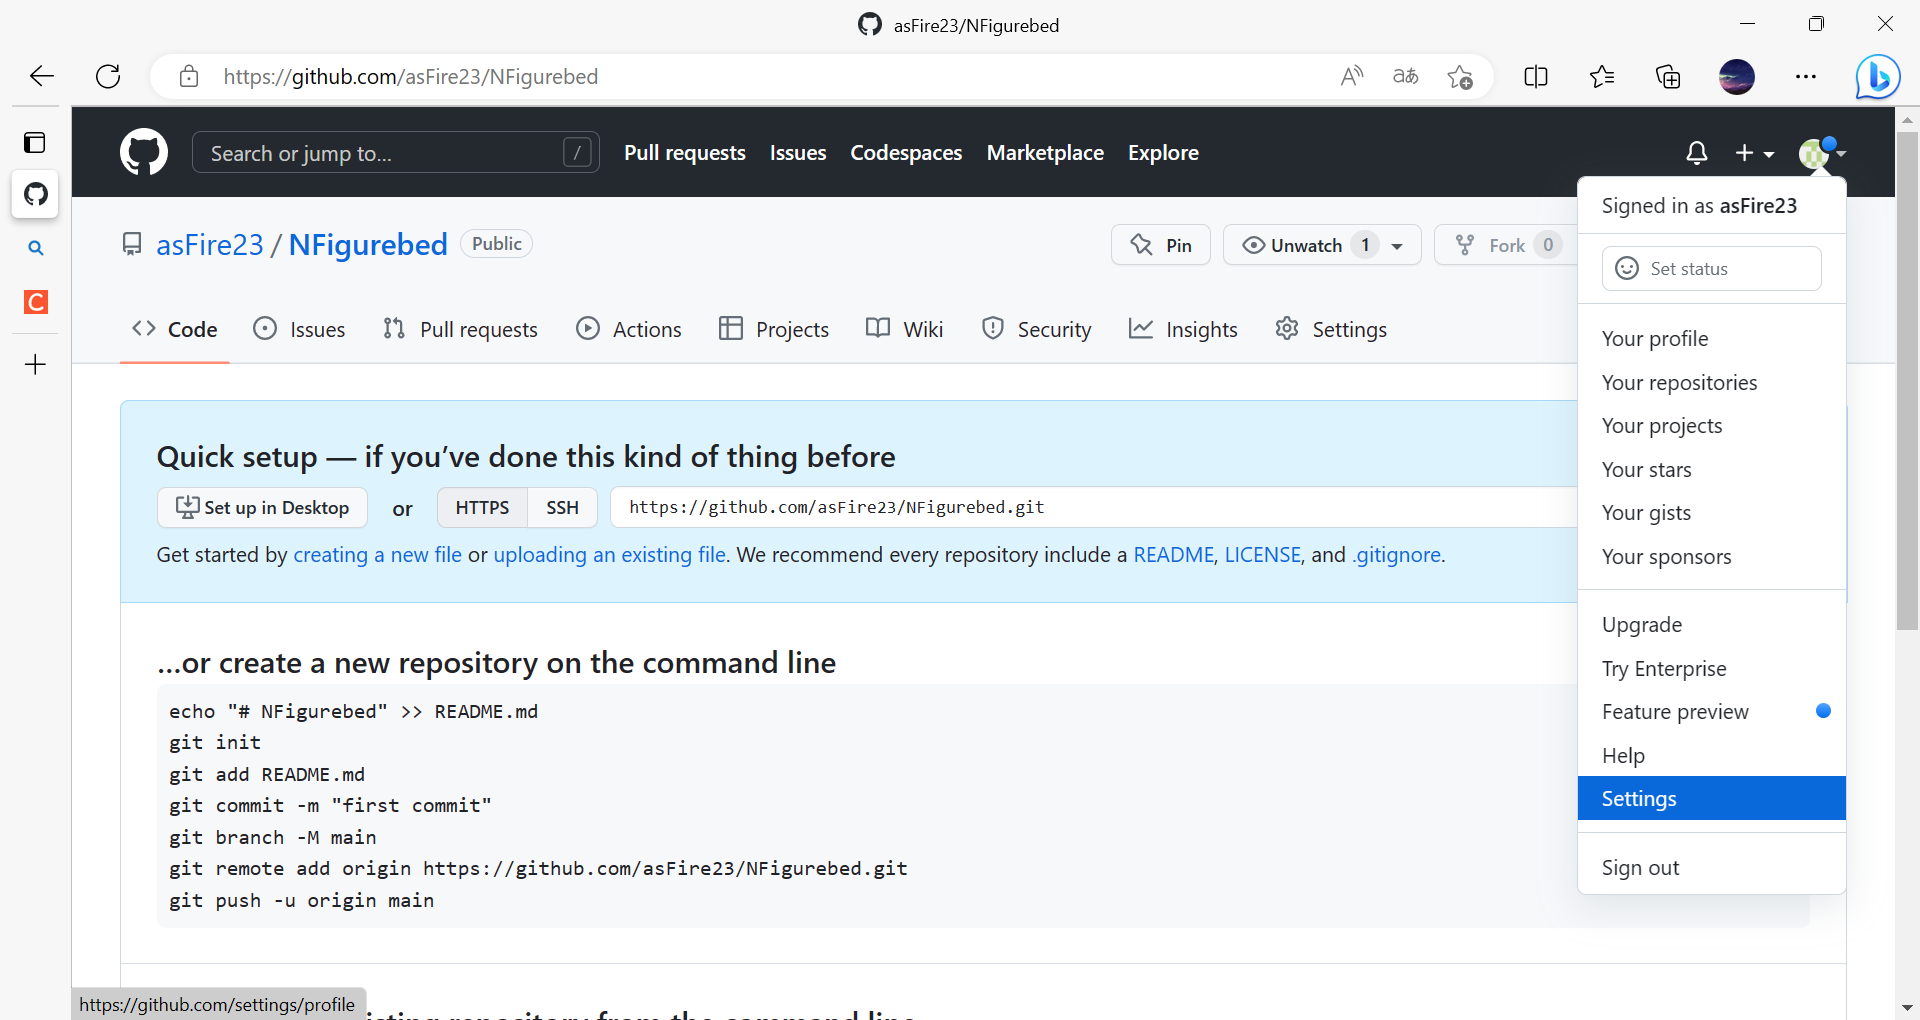 asFire23/NFigurebed
https://github.com/asFire23/NFigurebed
Search or jump to... /
Pull requests Issues Codespaces Marketplace Explore
Signed in as asFire23
Set status
Your profile
Your repositories
Your projects
Your stars
Your gists
Your sponsors
Upgrade
Try Enterprise
Feature preview
Help
Settings
Sign out
asFire23 / NFigurebed Public
Pin Unwatch 1 Fork 0
Code Issues Pull requests Actions Projects Wiki Security Insights Settings
Quick setup — if you’ve done this kind of thing before
Set up in Desktop or HTTPS SSH https://github.com/asFire23/NFigurebed.git
Get started by creating a new file or uploading an existing file. We recommend every repository include a README, LICENSE, and .gitignore.
…or create a new repository on the command line
echo "# NFigurebed" >> README.md
git init
git add README.md
git commit -m "first commit"
git branch -M main
git remote add origin https://github.com/asFire23/NFigurebed.git
git push -u origin main
isting repository from the command line
https://github.com/settings/profile